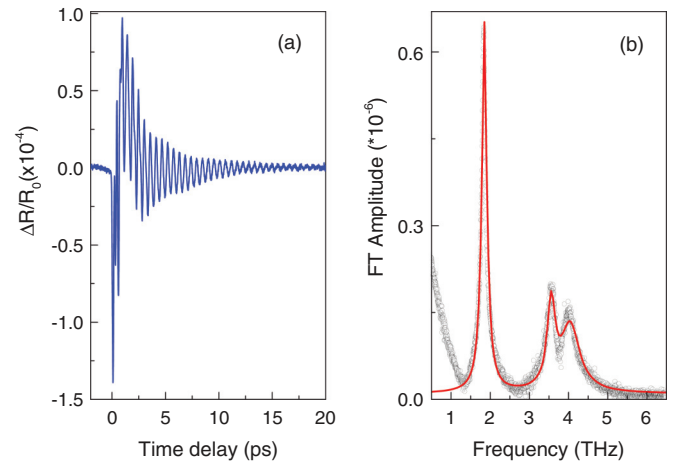 (a)
ΔR/R₀(x10⁻⁴)
1.0
0.5
0.0
-0.5
-1.0
-1.5
0 5 10 15 20
Time delay (ps)
(b)
FT Amplitude (*10⁻⁶)
0.6
0.3
0.0
1 2 3 4 5 6
Frequency (THz)